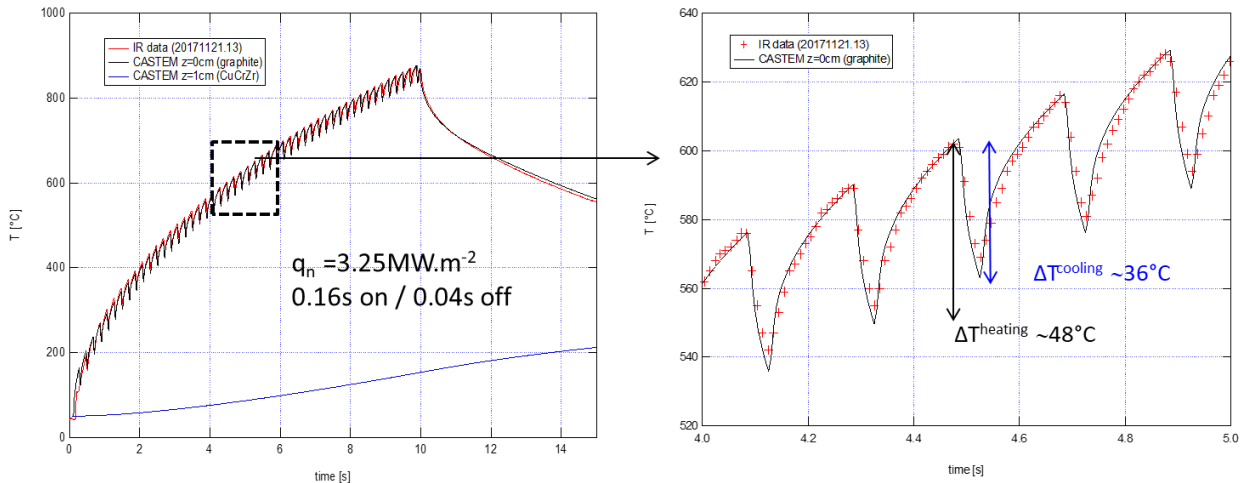 1000
800
600
400
200
0
T [°C]
IR data (20171121.13)
CASTEM z=0cm (graphite)
CASTEM z=1cm (CuCrZr)
qn =3.25MW.m-2
0.16s on / 0.04s off
0 2 4 6 8 10 12 14
time [s]
640
620
600
580
560
540
520
T [°C]
IR data (20171121.13)
CASTEM z=0cm (graphite)
ΔTcooling ~36°C
ΔTheating ~48°C
4.0 4.2 4.4 4.6 4.8 5.0
time [s]